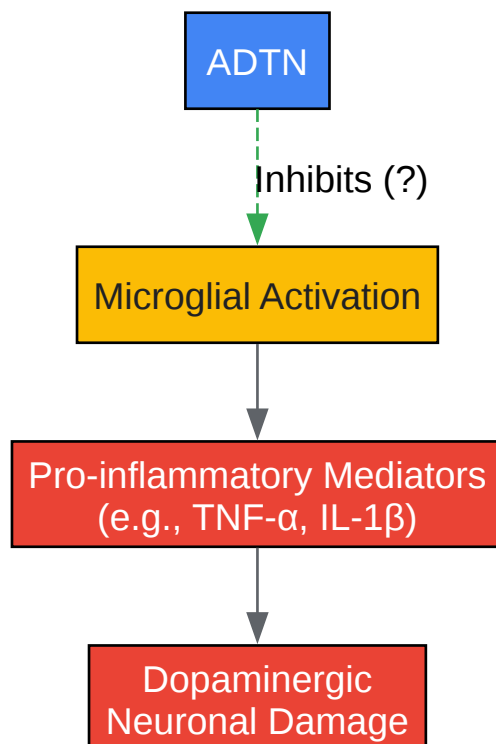 ADTN
Inhibits (?)
Microglial Activation
Pro-inflammatory Mediators
(e.g., TNF-α, IL-1β)
Dopaminergic
Neuronal Damage